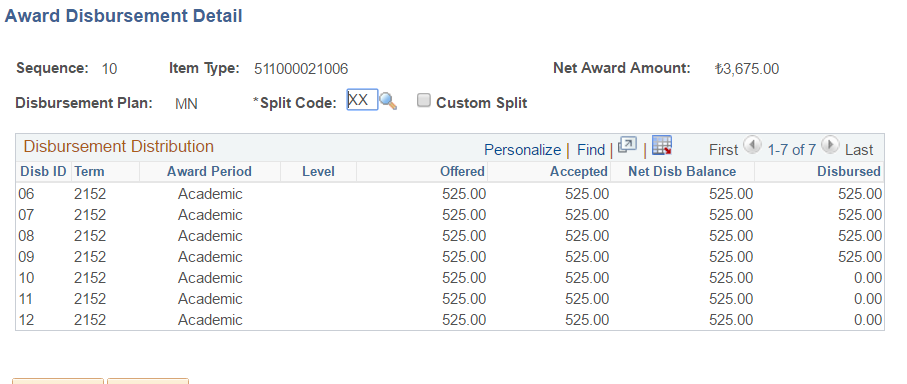 Award Disbursement Detail
Sequence: 10 Item Type: 511000021006 Net Award Amount: ₺3,675.00
Disbursement Plan: MN *Split Code: XX Custom Split
Disbursement Distribution Personalize | Find | | First 1-7 of 7 Last
Disb ID Term Award Period Level Offered Accepted Net Disb Balance Disbursed
06 2152 Academic 525.00 525.00 525.00 525.00
07 2152 Academic 525.00 525.00 525.00 525.00
08 2152 Academic 525.00 525.00 525.00 525.00
09 2152 Academic 525.00 525.00 525.00 525.00
10 2152 Academic 525.00 525.00 525.00 0.00
11 2152 Academic 525.00 525.00 525.00 0.00
12 2152 Academic 525.00 525.00 525.00 0.00